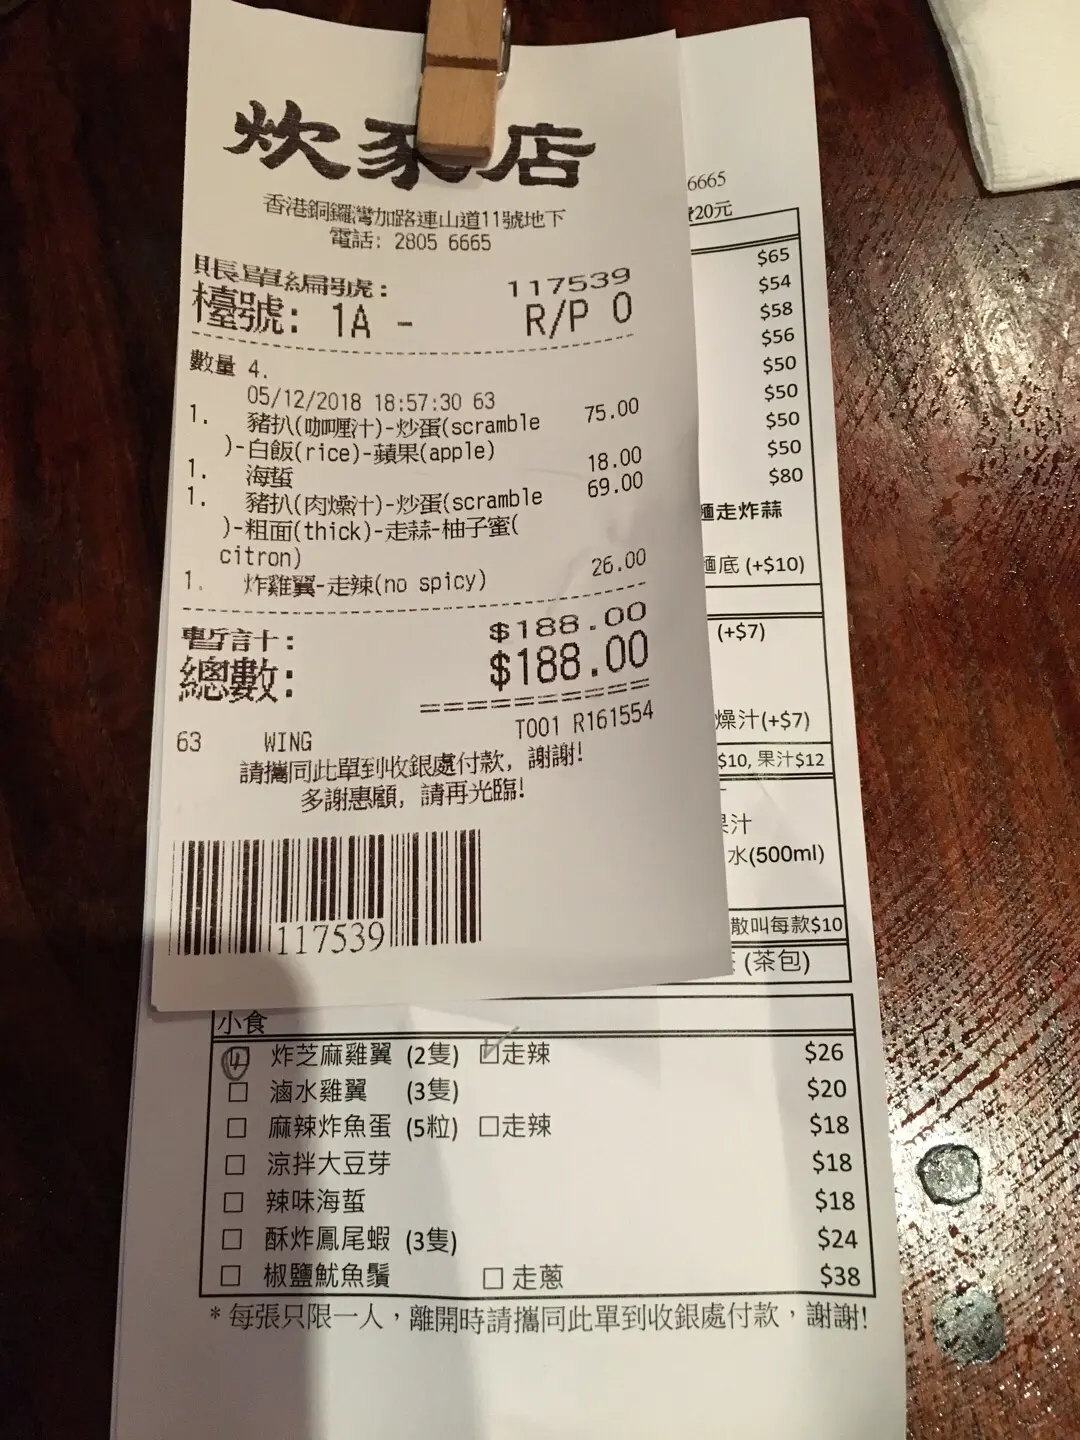 炊家店
香港銅鑼灣加路連山道11號地下
電話: 2805 6665
賬單編號: 117539
檯號: 1A - R/P 0
數量 4.
05/12/2018 18:57:30 63
1. 豬扒(咖喱汁)-炒蛋(scramble 75.00
)-白飯(rice)-蘋果(apple)
1. 海蜇 18.00
1. 豬扒(肉燥汁)-炒蛋(scramble 69.00
)-粗面(thick)-走蒜-柚子蜜(
citron)
1. 炸雞翼-走辣(no spicy) 26.00
暫計: $188.00
總數: $188.00
63 WING T001 R161554
請攜同此單到收銀處付款, 謝謝!
多謝惠顧, 請再光臨!
117539
6665
20元
$65
$54
$58
$56
$50
$50
$50
$50
$80
麵走炸蒜
麵底 (+$10)
(+$7)
燥汁(+$7)
$10, 果汁$12
果汁
水(500ml)
散叫每款$10
(茶包)
小食
炸芝麻雞翼 (2隻) ☑走辣 $26
☐ 滷水雞翼 (3隻) $20
☐ 麻辣炸魚蛋 (5粒) ☐走辣 $18
☐ 涼拌大豆芽 $18
☐ 辣味海蜇 $18
☐ 酥炸鳳尾蝦 (3隻) $24
☐ 椒鹽魷魚鬚 ☐ 走蔥 $38
* 每張只限一人，離開時請攜同此單到收銀處付款，謝謝!